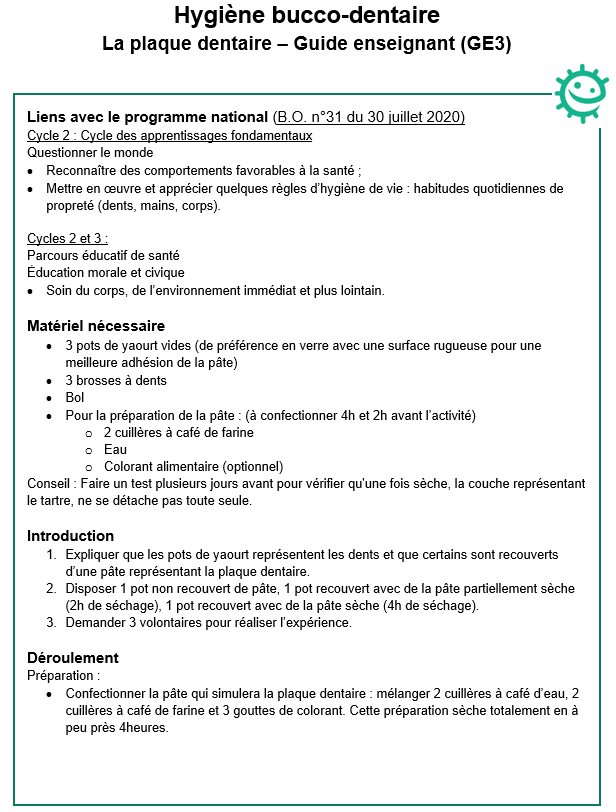 Hygiène bucco-dentaire
La plaque dentaire – Guide enseignant (GE3)
Liens avec le programme national (B.O. n°31 du 30 juillet 2020)
Cycle 2 : Cycle des apprentissages fondamentaux
Questionner le monde
• Reconnaître des comportements favorables à la santé ;
• Mettre en œuvre et apprécier quelques règles d’hygiène de vie : habitudes quotidiennes de
propreté (dents, mains, corps).
Cycles 2 et 3 :
Parcours éducatif de santé
Éducation morale et civique
• Soin du corps, de l’environnement immédiat et plus lointain.
Matériel nécessaire
• 3 pots de yaourt vides (de préférence en verre avec une surface rugueuse pour une
meilleure adhésion de la pâte)
• 3 brosses à dents
• Bol
• Pour la préparation de la pâte : (à confectionner 4h et 2h avant l’activité)
o 2 cuillères à café de farine
o Eau
o Colorant alimentaire (optionnel)
Conseil : Faire un test plusieurs jours avant pour vérifier qu’une fois sèche, la couche représentant
le tartre, ne se détache pas toute seule.
Introduction
1. Expliquer que les pots de yaourt représentent les dents et que certains sont recouverts
d’une pâte représentant la plaque dentaire.
2. Disposer 1 pot non recouvert de pâte, 1 pot recouvert avec de la pâte partiellement sèche
(2h de séchage), 1 pot recouvert avec de la pâte sèche (4h de séchage).
3. Demander 3 volontaires pour réaliser l’expérience.
Déroulement
Préparation :
• Confectionner la pâte qui simulera la plaque dentaire : mélanger 2 cuillères à café d’eau, 2
cuillères à café de farine et 3 gouttes de colorant. Cette préparation sèche totalement en à
peu près 4heures.